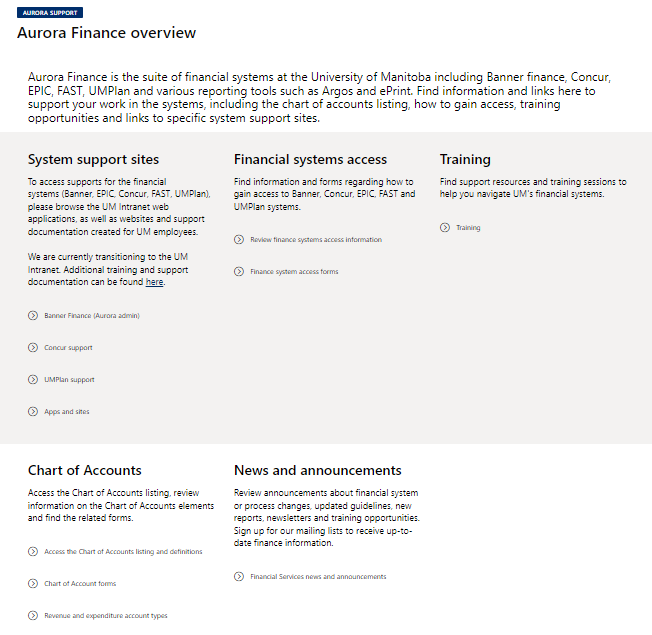 AURORA SUPPORT
Aurora Finance overview
Aurora Finance is the suite of financial systems at the University of Manitoba including Banner finance, Concur,
EPIC, FAST, UMPlan and various reporting tools such as Argos and ePrint. Find information and links here to
support your work in the systems, including the chart of accounts listing, how to gain access, training
opportunities and links to specific system support sites.
System support sites
To access supports for the financial
systems (Banner, EPIC, Concur, FAST, UMPlan),
please browse the UM Intranet web
applications, as well as websites and support
documentation created for UM employees.
We are currently transitioning to the UM
Intranet. Additional training and support
documentation can be found here.
Banner Finance (Aurora admin)
Concur support
UMPlan support
Apps and sites
Financial systems access
Find information and forms regarding how to
gain access to Banner, Concur, EPIC, FAST and
UMPlan systems.
Review finance systems access information
Finance system access forms
Training
Find support resources and training sessions to
help you navigate UM's financial systems.
Training
Chart of Accounts
Access the Chart of Accounts listing, review
information on the Chart of Accounts elements
and find the related forms.
Access the Chart of Accounts listing and definitions
Chart of Account forms
Revenue and expenditure account types
News and announcements
Review announcements about financial system
or process changes, updated guidelines, new
reports, newsletters and training opportunities.
Sign up for our mailing lists to receive up-to-
date finance information.
Financial Services news and announcements